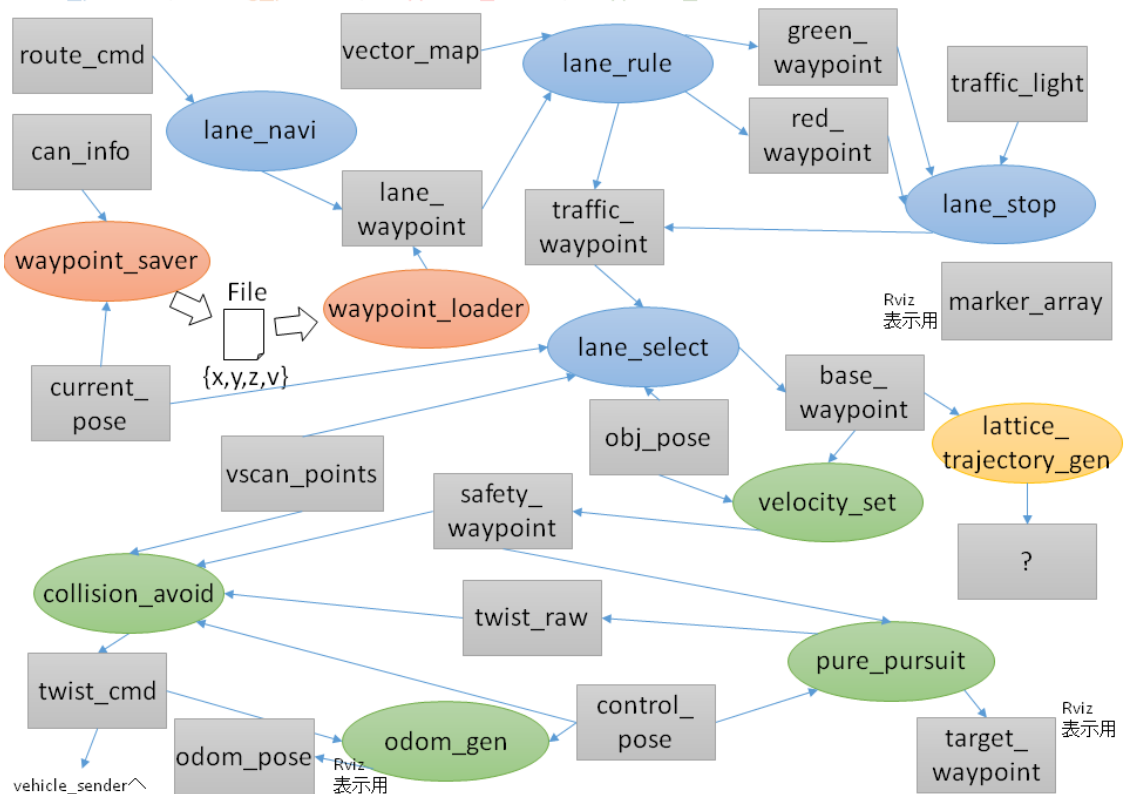 route_cmd
vector_map
lane_rule
green_
waypoint
traffic_light
can_info
lane_navi
red_
waypoint
lane_
waypoint
traffic_
waypoint
lane_stop
waypoint_saver
File
waypoint_loader
Rviz
表示用
marker_array
{x,y,z,v}
lane_select
current_
pose
base_
waypoint
obj_pose
lattice_
trajectory_gen
vscan_points
safety_
waypoint
velocity_set
?
collision_avoid
twist_raw
pure_pursuit
twist_cmd
control_
pose
odom_gen
odom_pose
Rviz
表示用
target_
waypoint
Rviz
表示用
vehicle_senderへ